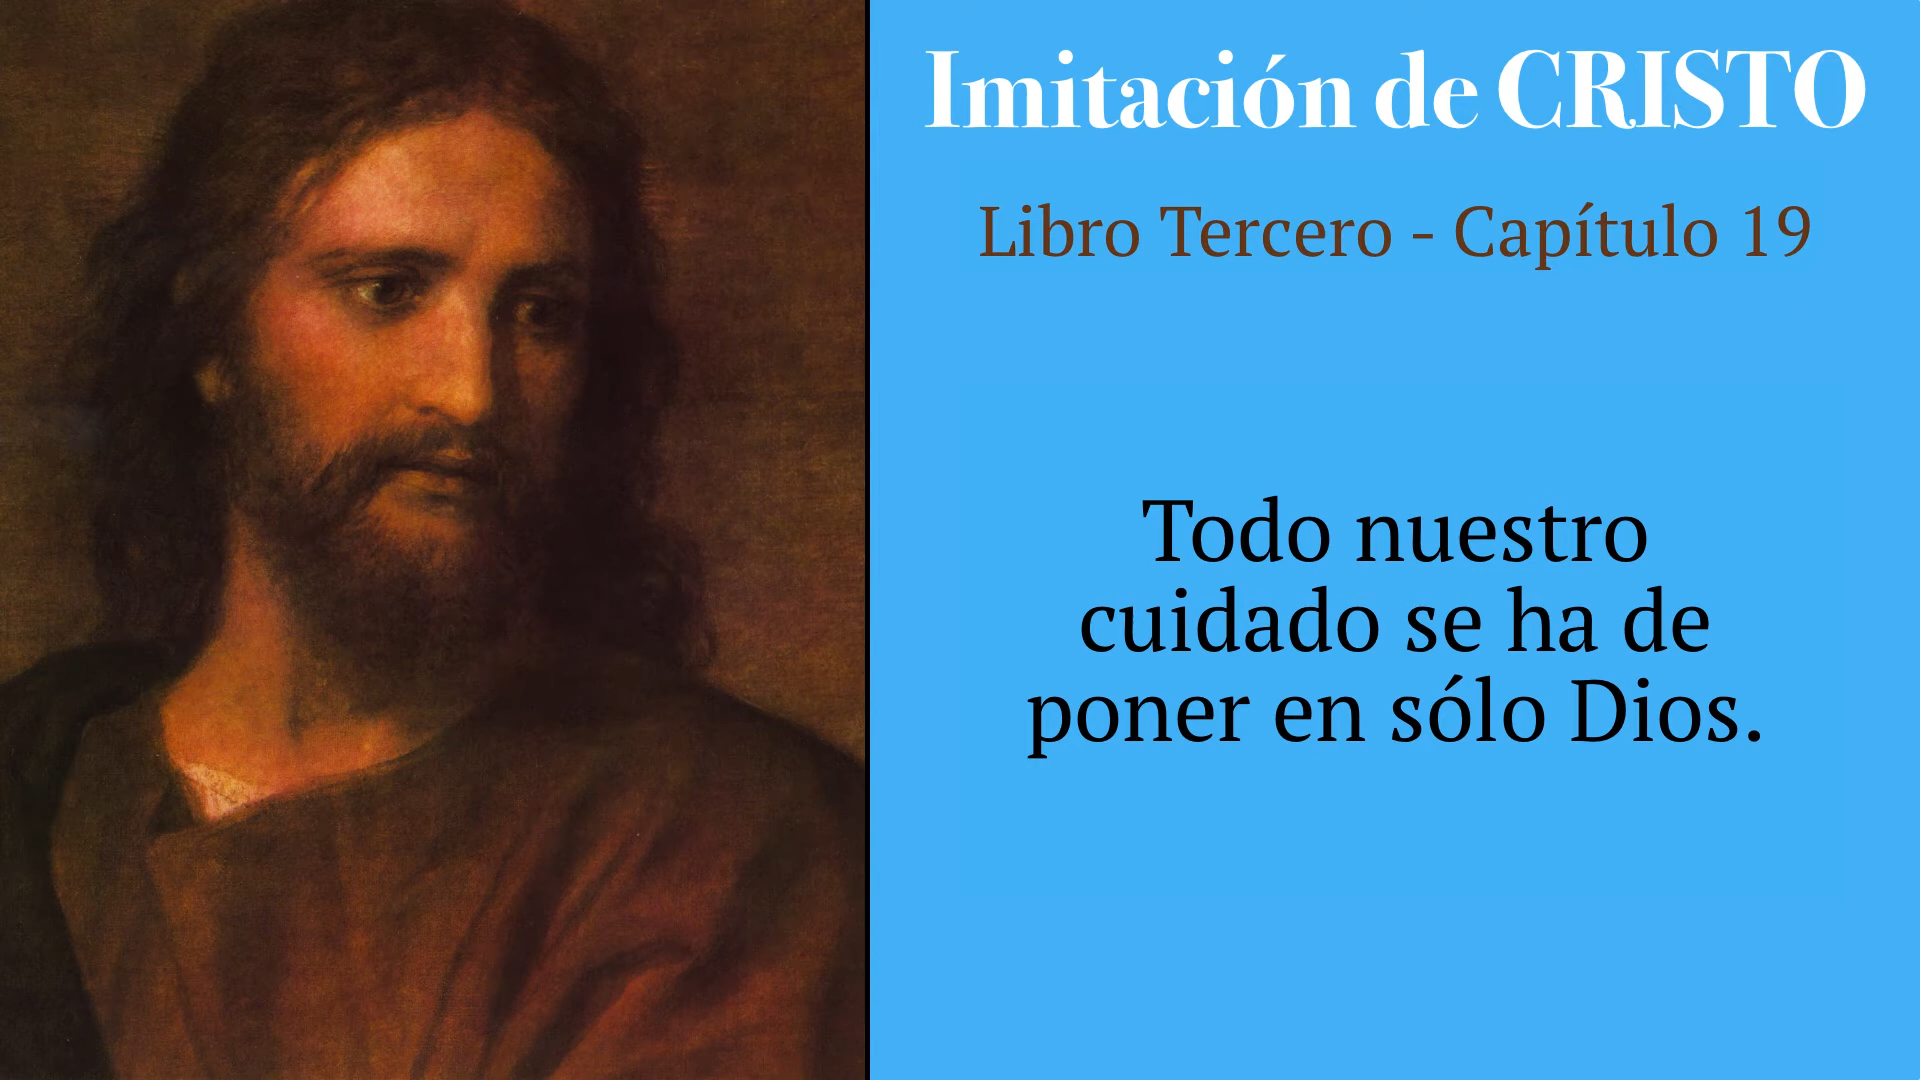 Imitación de CRISTO
Libro Tercero - Capítulo 19
Todo nuestro
cuidado se ha de
poner en sólo Dios.